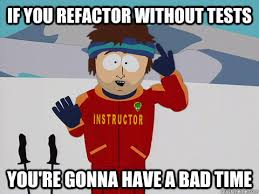 IF YOU REFACTOR WITHOUT TESTS
INSTRUCTOR
YOU'RE GONNA HAVE A BAD TIME